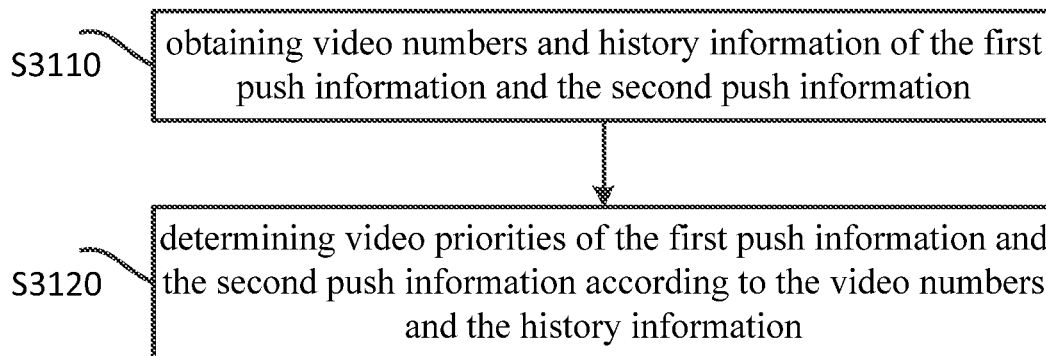 obtaining video numbers and history information of the first
S3110
push information and the second push information
determining video priorities of the first push information and
S3120
the second push information according to the video numbers
and the history information